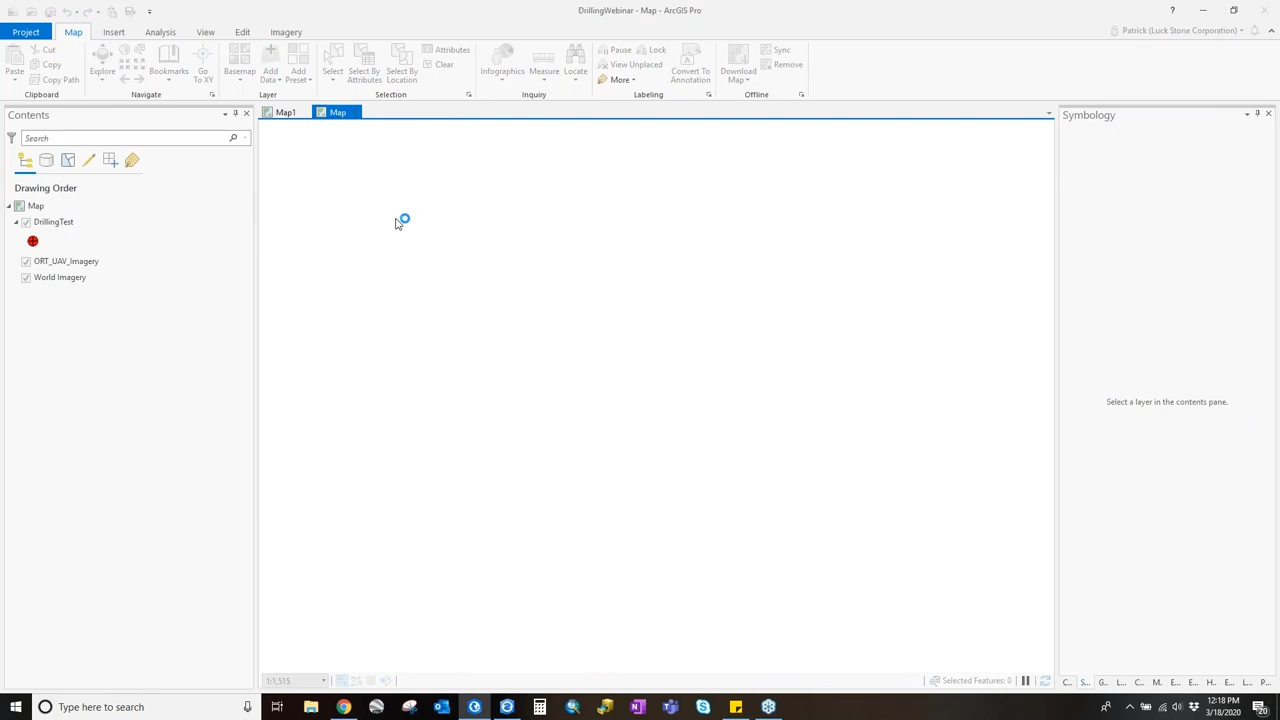 DrillingWebinar - Map - ArcGIS Pro
?
Project Map Insert Analysis View Edit Imagery
Patrick (Luck Stone Corporation)
Paste
Cut
Copy
Copy Path
Clipboard
Explore
Bookmarks
Go To XY
Navigate
Basemap
Add Data
Add Preset
Layer
Select
Select By Attributes
Select By Location
Attributes
Clear
Selection
Infographics
Measure
Locate
Inquiry
Pause
Lock
View Unplaced
More
Convert To Annotation
Labeling
Download Map
Sync
Remove
Offline
Contents
Search
Drawing Order
Map
DrillingTest
ORT_UAV_Imagery
World Imagery
Map1
Map
Symbology
Select a layer in the contents pane.
1:1,515
Selected Features: 0
C... S... G... L... C... M... E... E... H... E... L... P...
Type here to search
12:18 PM
3/18/2020
20